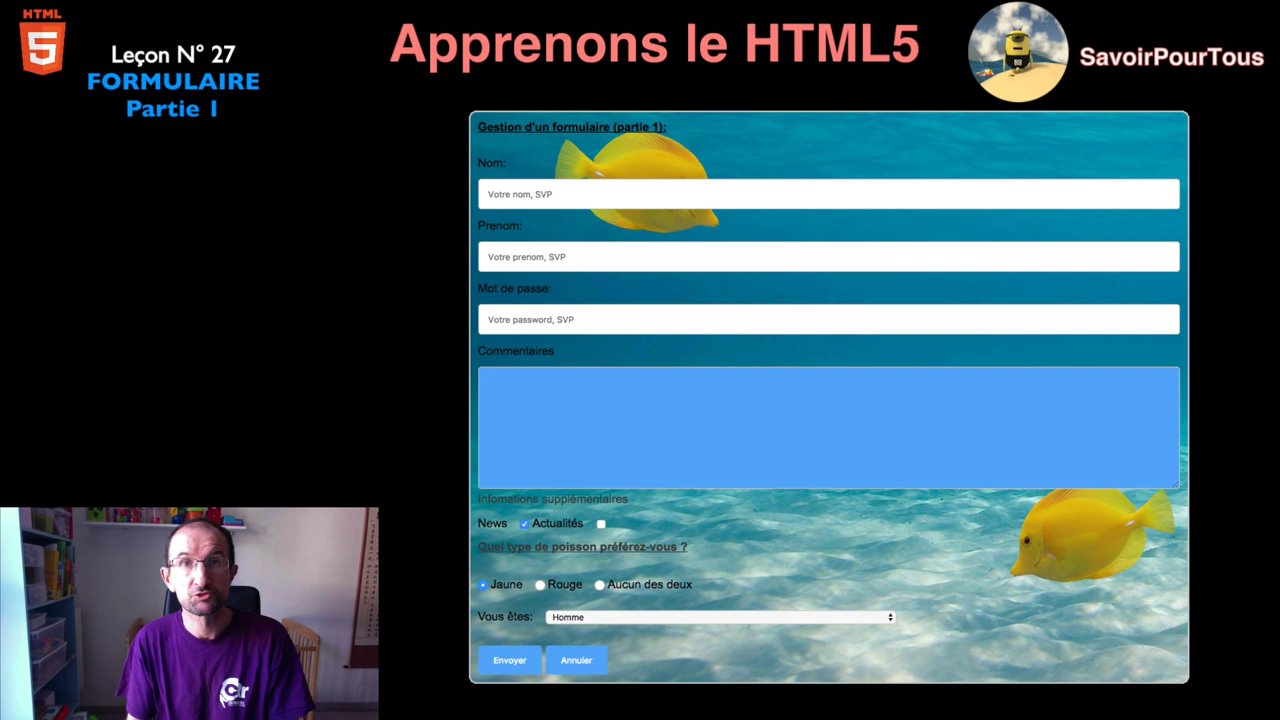 HTML
5
Leçon N° 27
FORMULAIRE
Partie 1
Apprenons le HTML5
SavoirPourTous
Gestion d'un formulaire (partie 1):
Nom:
Votre nom, SVP
Prenom:
Votre prenom, SVP
Mot de passe:
Votre password, SVP
Commentaires
Infomations supplémentaires
News Actualités
Quel type de poisson préférez-vous ?
Jaune Rouge Aucun des deux
Vous êtes: Homme
Envoyer Annuler